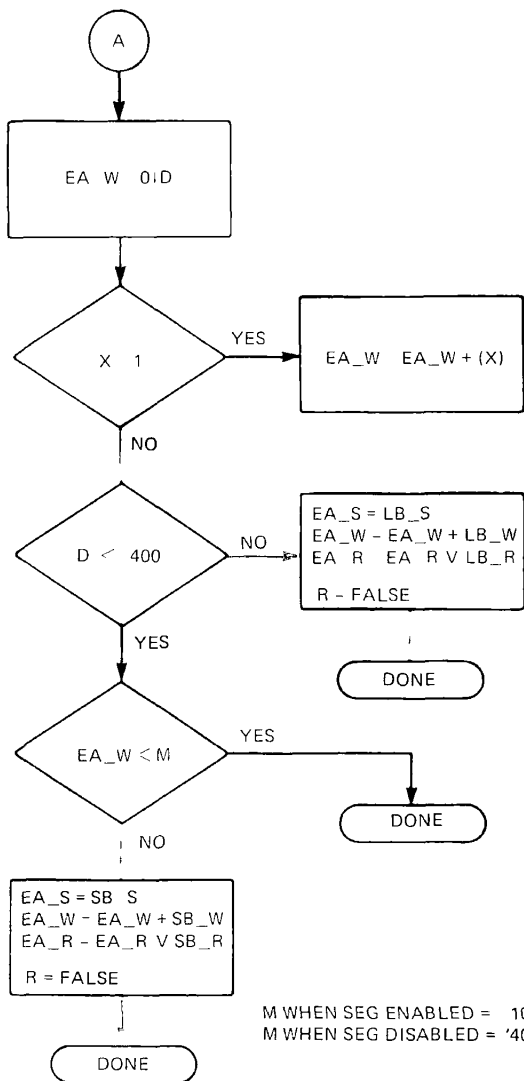 A
EA W 0|D
X 1
YES
EA_W EA_W + (X)
NO
D < 400
NO
EA_S = LB_S
EA_W – EA_W + LB_W
EA R EA R V LB_R
R – FALSE
DONE
YES
EA_W < M
YES
DONE
NO
EA_S = SB S
EA_W – EA_W + SB_W
EA_R – EA_R V SB_R
R = FALSE
DONE
M WHEN SEG ENABLED = 10
M WHEN SEG DISABLED = '40